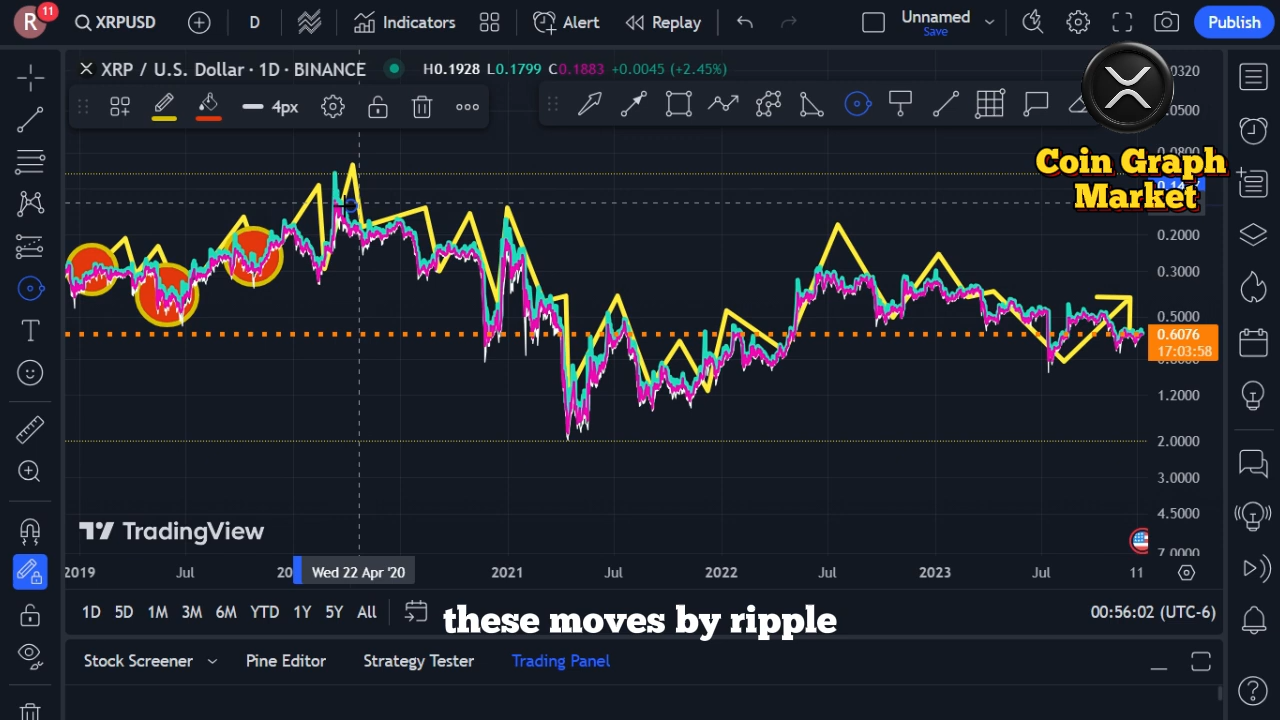 R
11
XRPUSD
D
Indicators
Alert
Replay
Unnamed
Save
Publish
XRP / U.S. Dollar · 1D · BINANCE
H0.1928 L0.1799 C0.1883 +0.0045 (+2.45%)
4px
Coin Graph
Market
0.2000
0.3000
0.5000
0.6076
17:03:58
1.2000
2.0000
3.0000
4.5000
7.0000
TradingView
2019
Jul
Wed 22 Apr '20
2021
Jul
2022
Jul
2023
Jul
11
1D 5D 1M 3M 6M YTD 1Y 5Y All
these moves by ripple
00:56:02 (UTC-6)
Stock Screener
Pine Editor
Strategy Tester
Trading Panel